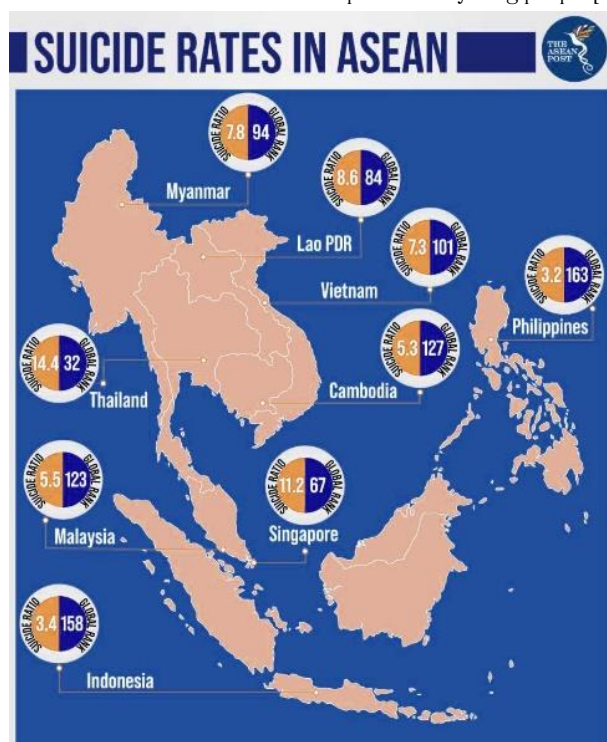 SUICIDE RATES IN ASEAN
THE
ASEAN
POST
SUICIDE RATIO
7.8
94
GLOBAL RANK
Myanmar
SUICIDE RATIO
8.6
84
GLOBAL RANK
Lao PDR
SUICIDE RATIO
7.3
101
GLOBAL RANK
Vietnam
SUICIDE RATIO
3.2
163
GLOBAL RANK
Philippines
SUICIDE RATIO
14.4
32
GLOBAL RANK
Thailand
SUICIDE RATIO
5.3
127
GLOBAL RANK
Cambodia
SUICIDE RATIO
5.5
123
GLOBAL RANK
Malaysia
SUICIDE RATIO
11.2
67
GLOBAL RANK
Singapore
SUICIDE RATIO
3.4
158
GLOBAL RANK
Indonesia